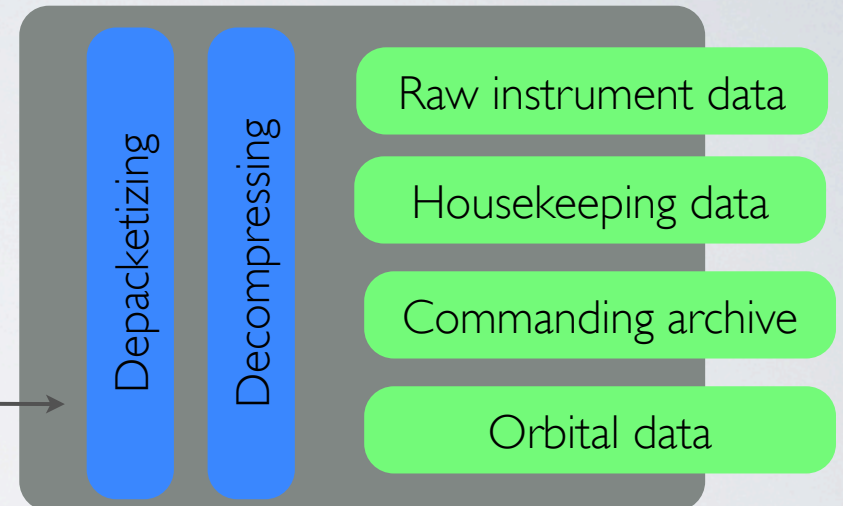 Depacketizing
Decompressing
Raw instrument data
Housekeeping data
Commanding archive
Orbital data